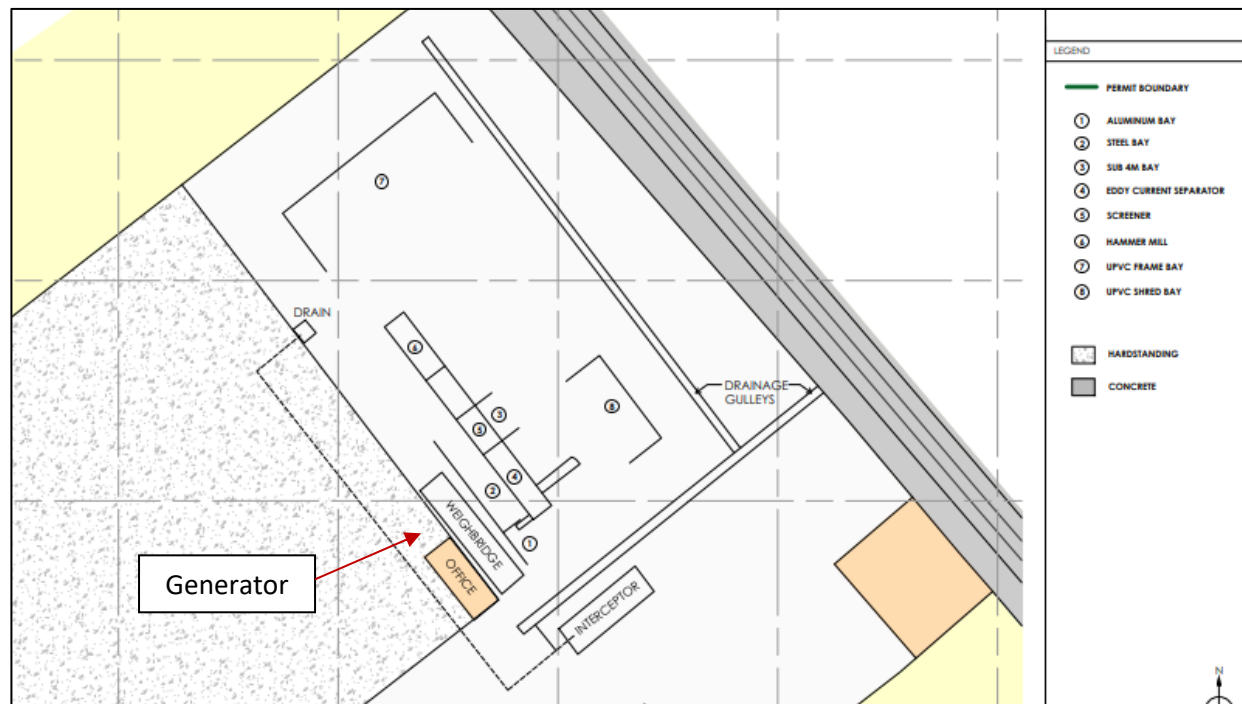 LEGEND
PERMIT BOUNDARY
1 ALUMINUM BAY
2 STEEL BAY
3 SUB 4M BAY
4 EDDY CURRENT SEPARATOR
5 SCREENER
6 HAMMER MILL
7 UPVC FRAME BAY
8 UPVC SHRED BAY
HARDSTANDING
CONCRETE
7
DRAIN
6
3
5
8
DRAINAGE
GULLEYS
4
2
WEIGHBRIDGE
1
Generator
OFFICE
INTERCEPTOR
N